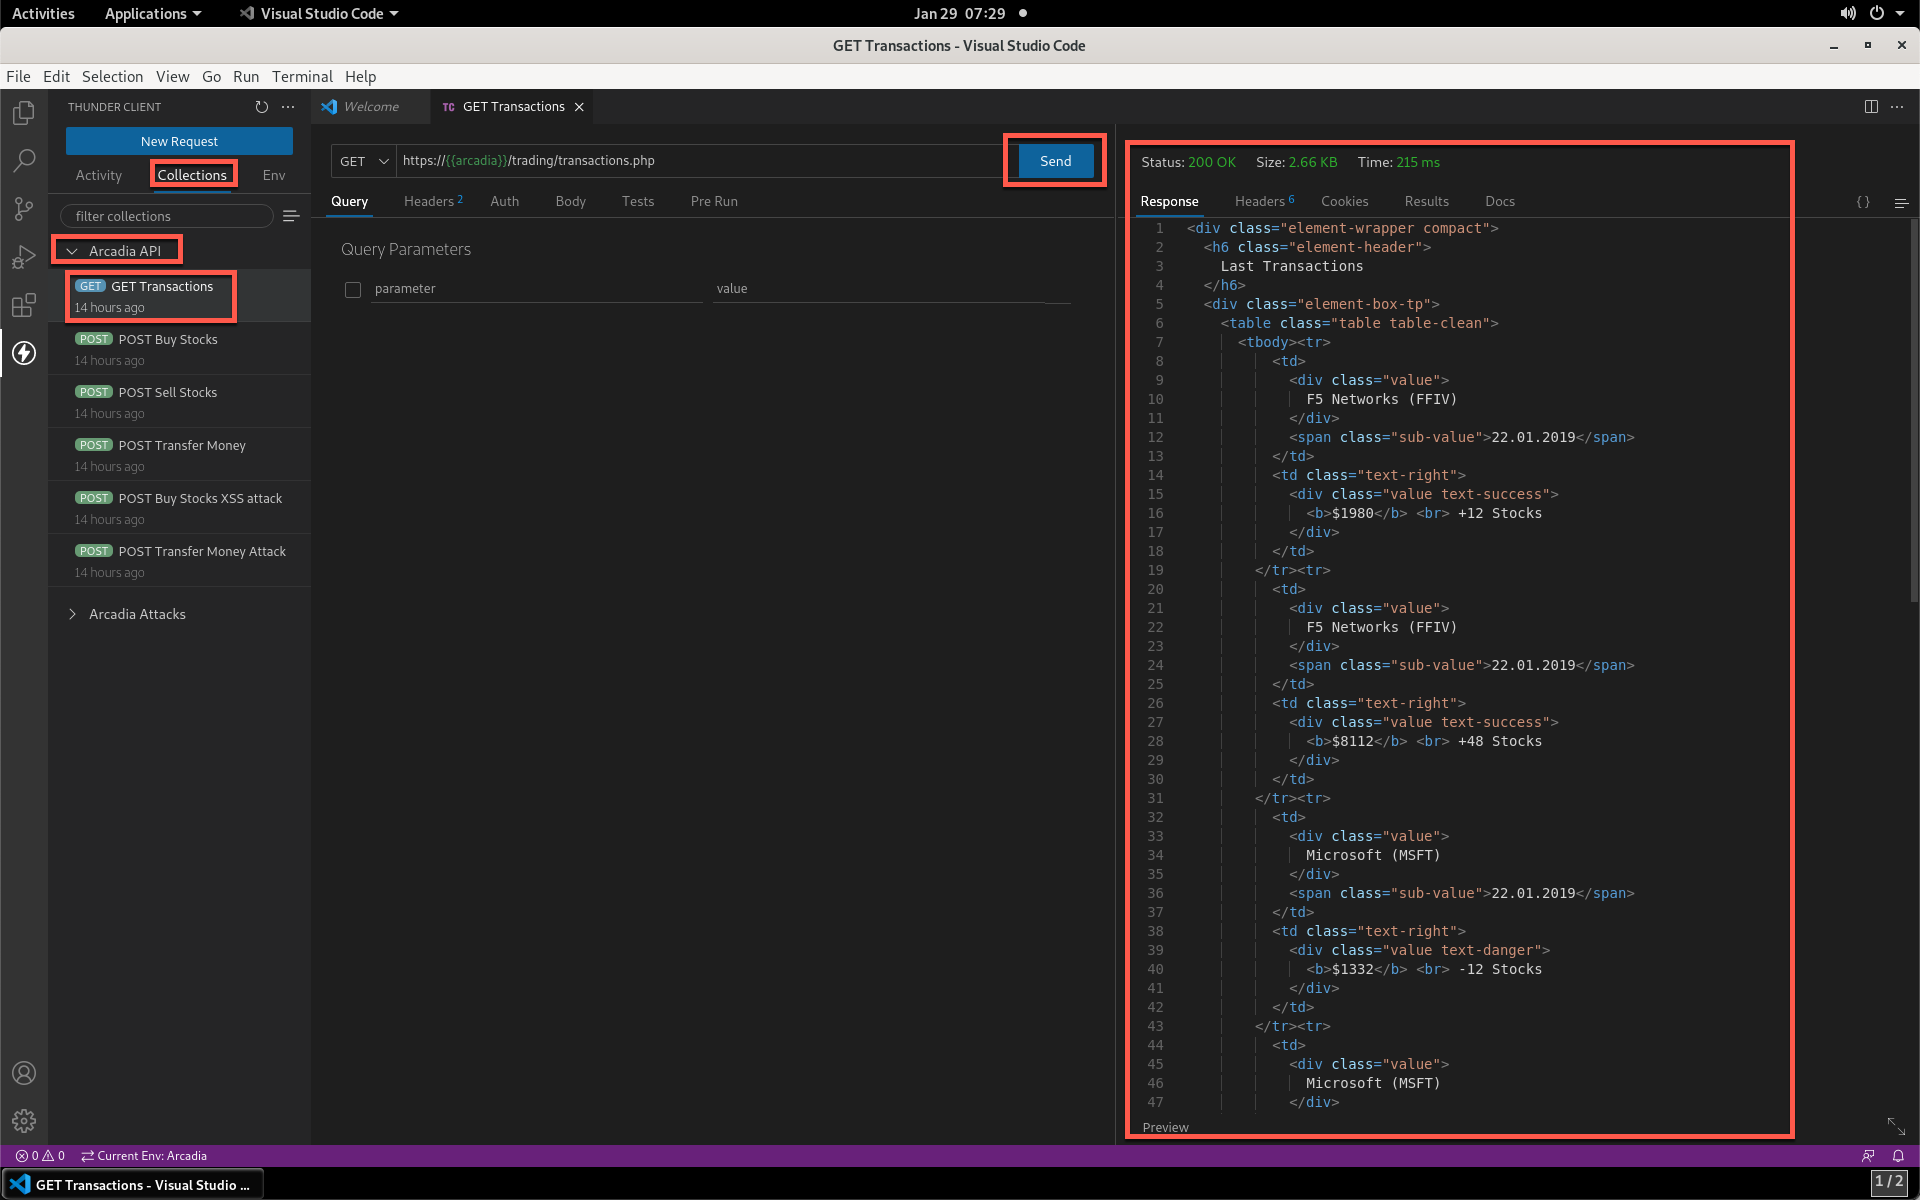 Activities Applications Visual Studio Code Jan 29 07:29
GET Transactions - Visual Studio Code
File Edit Selection View Go Run Terminal Help
THUNDER CLIENT
New Request
Activity Collections Env
filter collections
Arcadia API
GET GET Transactions
14 hours ago
POST POST Buy Stocks
14 hours ago
POST POST Sell Stocks
14 hours ago
POST POST Transfer Money
14 hours ago
POST POST Buy Stocks XSS attack
14 hours ago
POST POST Transfer Money Attack
14 hours ago
Arcadia Attacks
Welcome TC GET Transactions
GET https://{{arcadia}}/trading/transactions.php Send
Query Headers 2 Auth Body Tests Pre Run
Query Parameters
parameter value
Status: 200 OK Size: 2.66 KB Time: 215 ms
Response Headers 6 Cookies Results Docs {}
1 <div class="element-wrapper compact">
2 <h6 class="element-header">
3 Last Transactions
4 </h6>
5 <div class="element-box-tp">
6 <table class="table table-clean">
7 <tbody><tr>
8 <td>
9 <div class="value">
10 F5 Networks (FFIV)
11 </div>
12 <span class="sub-value">22.01.2019</span>
13 </td>
14 <td class="text-right">
15 <div class="value text-success">
16 <b>$1980</b> <br> +12 Stocks
17 </div>
18 </td>
19 </tr><tr>
20 <td>
21 <div class="value">
22 F5 Networks (FFIV)
23 </div>
24 <span class="sub-value">22.01.2019</span>
25 </td>
26 <td class="text-right">
27 <div class="value text-success">
28 <b>$8112</b> <br> +48 Stocks
29 </div>
30 </td>
31 </tr><tr>
32 <td>
33 <div class="value">
34 Microsoft (MSFT)
35 </div>
36 <span class="sub-value">22.01.2019</span>
37 </td>
38 <td class="text-right">
39 <div class="value text-danger">
40 <b>$1332</b> <br> -12 Stocks
41 </div>
42 </td>
43 </tr><tr>
44 <td>
45 <div class="value">
46 Microsoft (MSFT)
47 </div>
Preview
0 0 Current Env: Arcadia
GET Transactions - Visual Studio ... 1 / 2